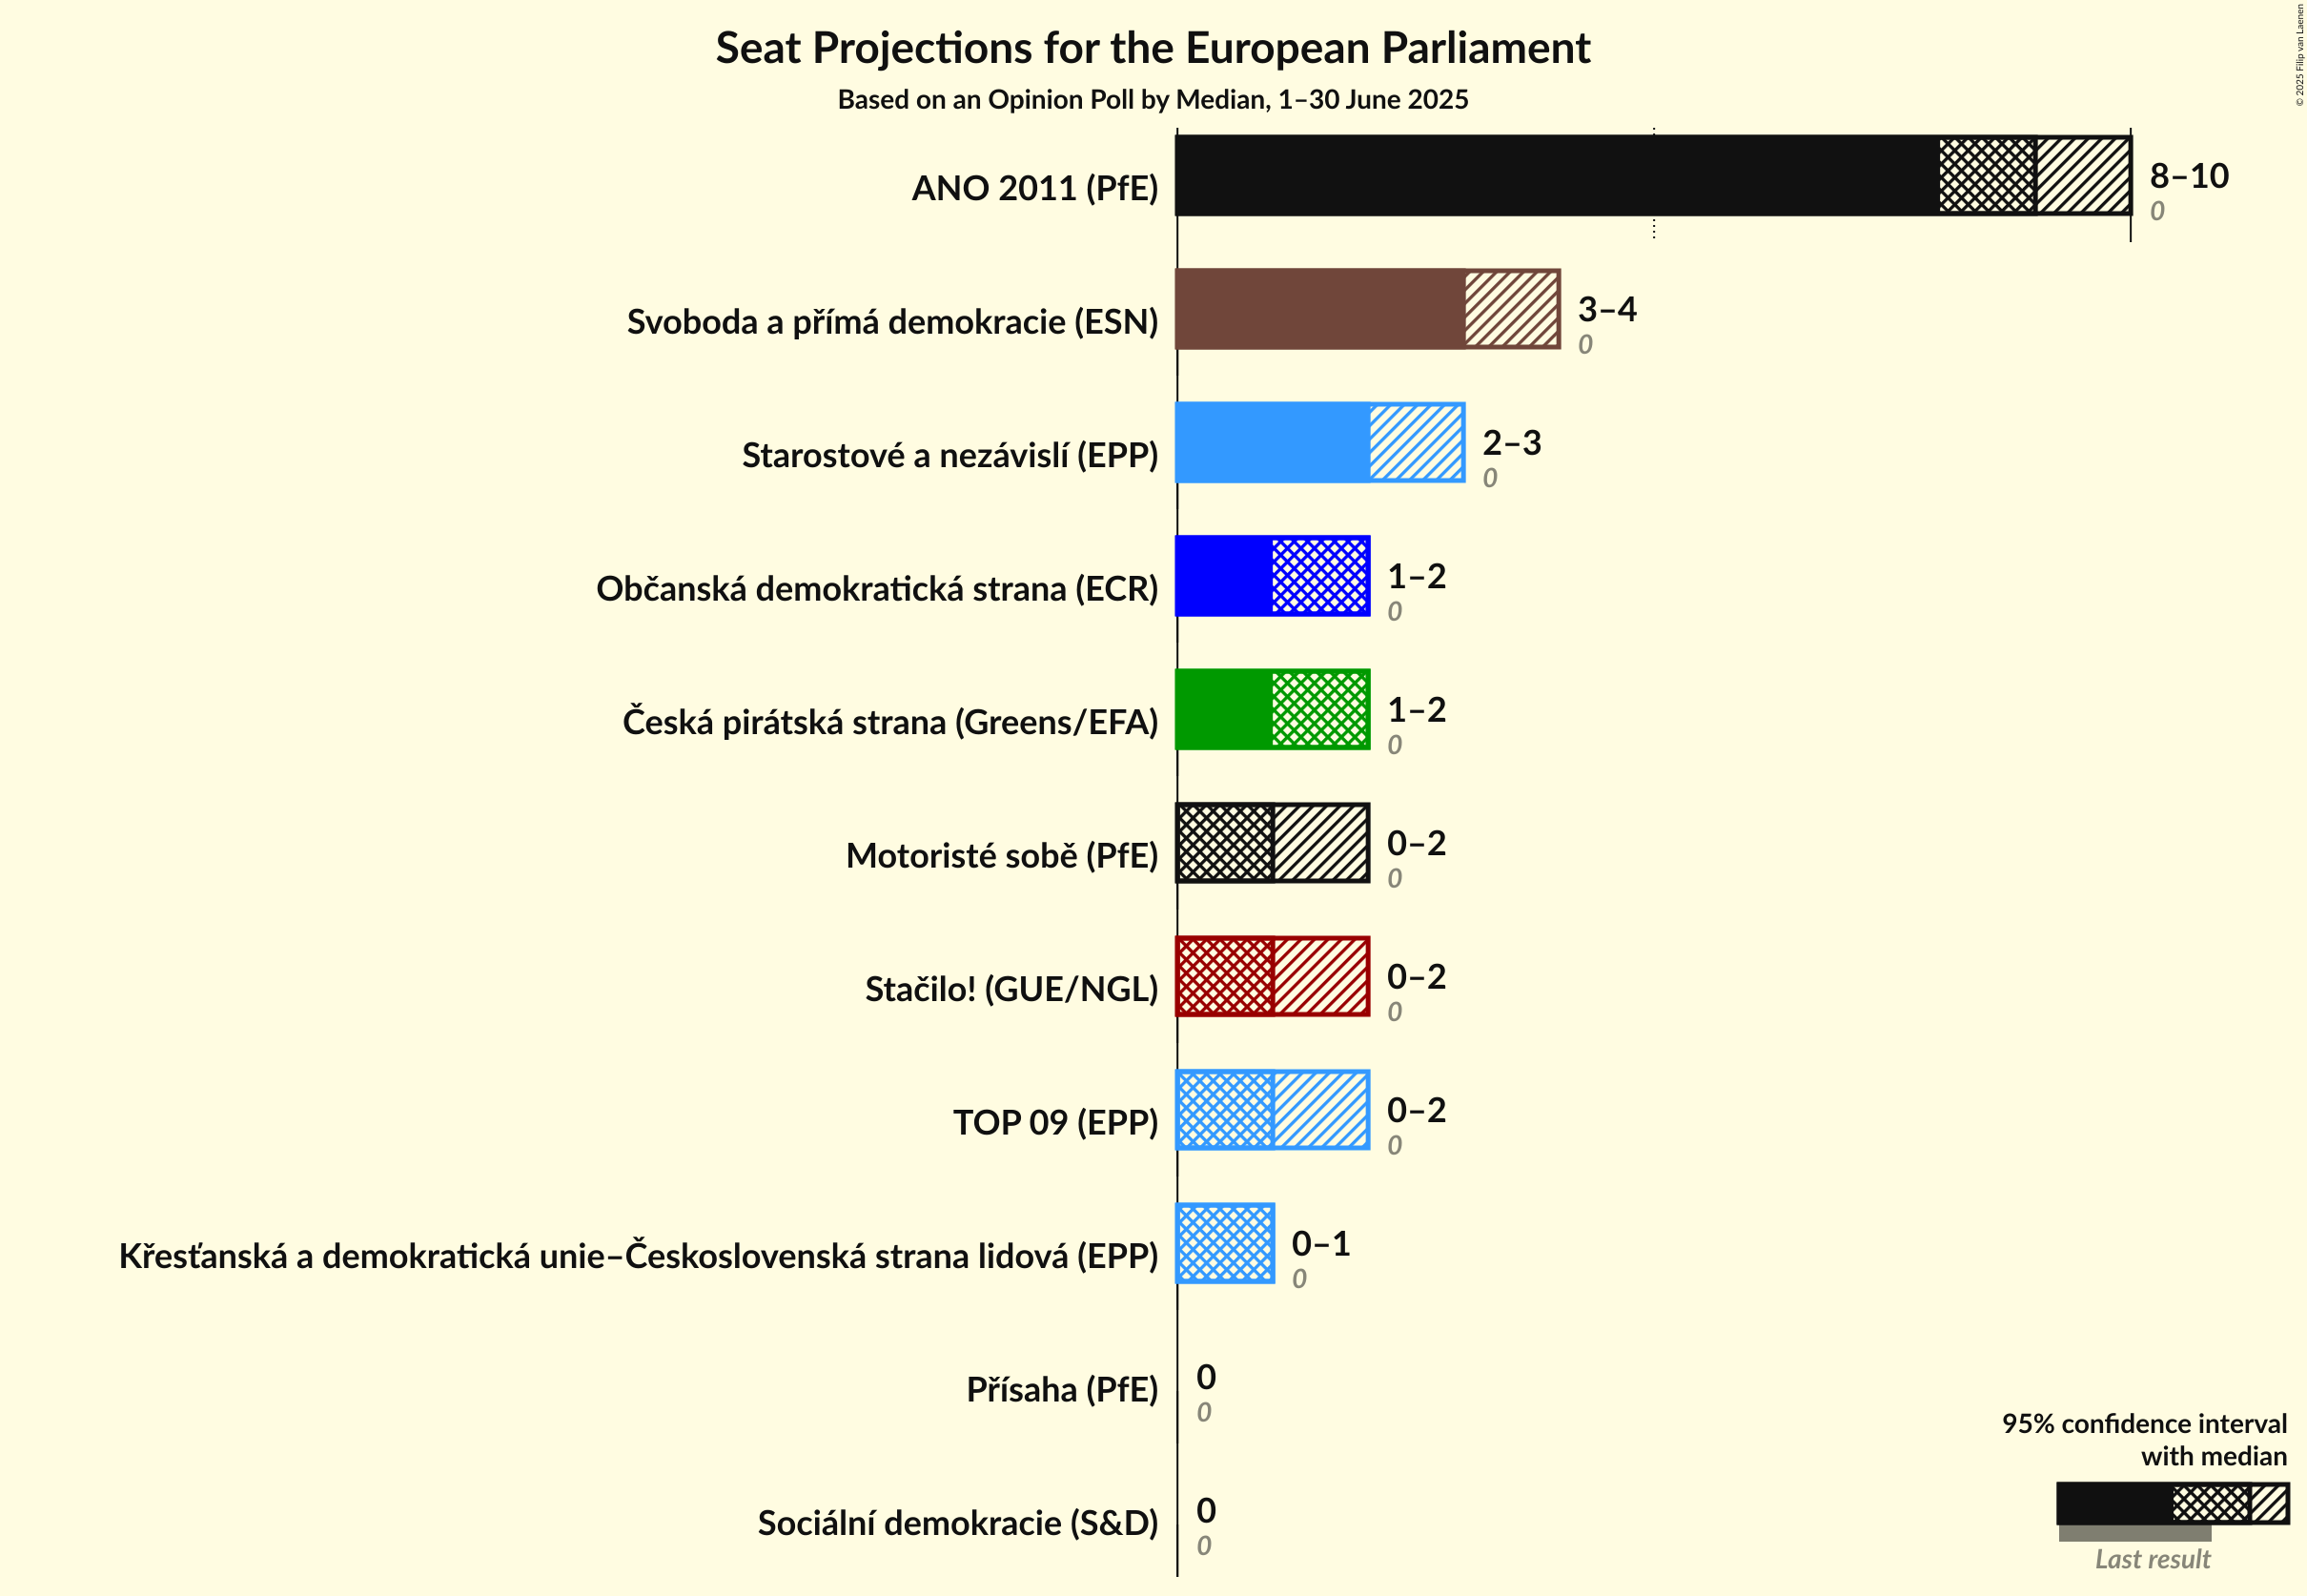 Seat Projections for the European Parliament
Based on an Opinion Poll by Median, 1–30 June 2025
© 2025 Filip van Laenen
ANO 2011 (PfE)
8–10
0
Svoboda a přímá demokracie (ESN)
3–4
0
Starostové a nezávislí (EPP)
2–3
0
Občanská demokratická strana (ECR)
1–2
0
Česká pirátská strana (Greens/EFA)
1–2
0
Motoristé sobě (PfE)
0–2
0
Stačilo! (GUE/NGL)
0–2
0
TOP 09 (EPP)
0–2
0
Křesťanská a demokratická unie–Československá strana lidová (EPP)
0–1
0
Přísaha (PfE)
0
0
Sociální demokracie (S&D)
0
0
95% confidence interval
with median
Last result